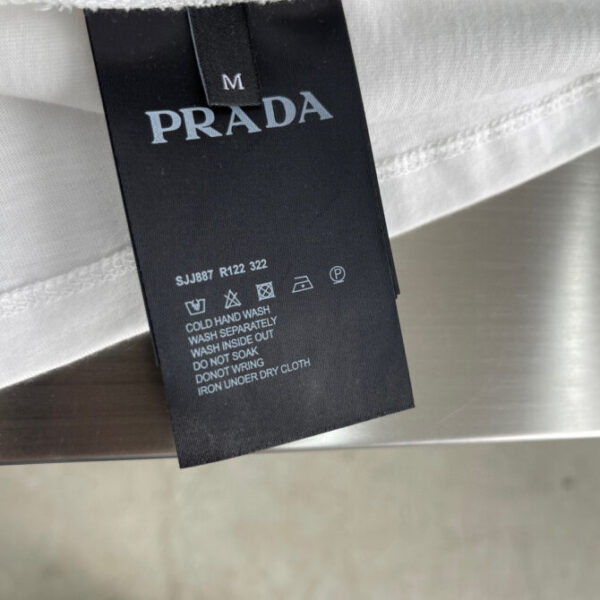 M
PRADA
SJJ887 R122 322
COLD HAND WASH
WASH SEPARATELY
WASH INSIDE OUT
DO NOT SOAK
DONOT WRING
IRON UNDER DRY CLOTH